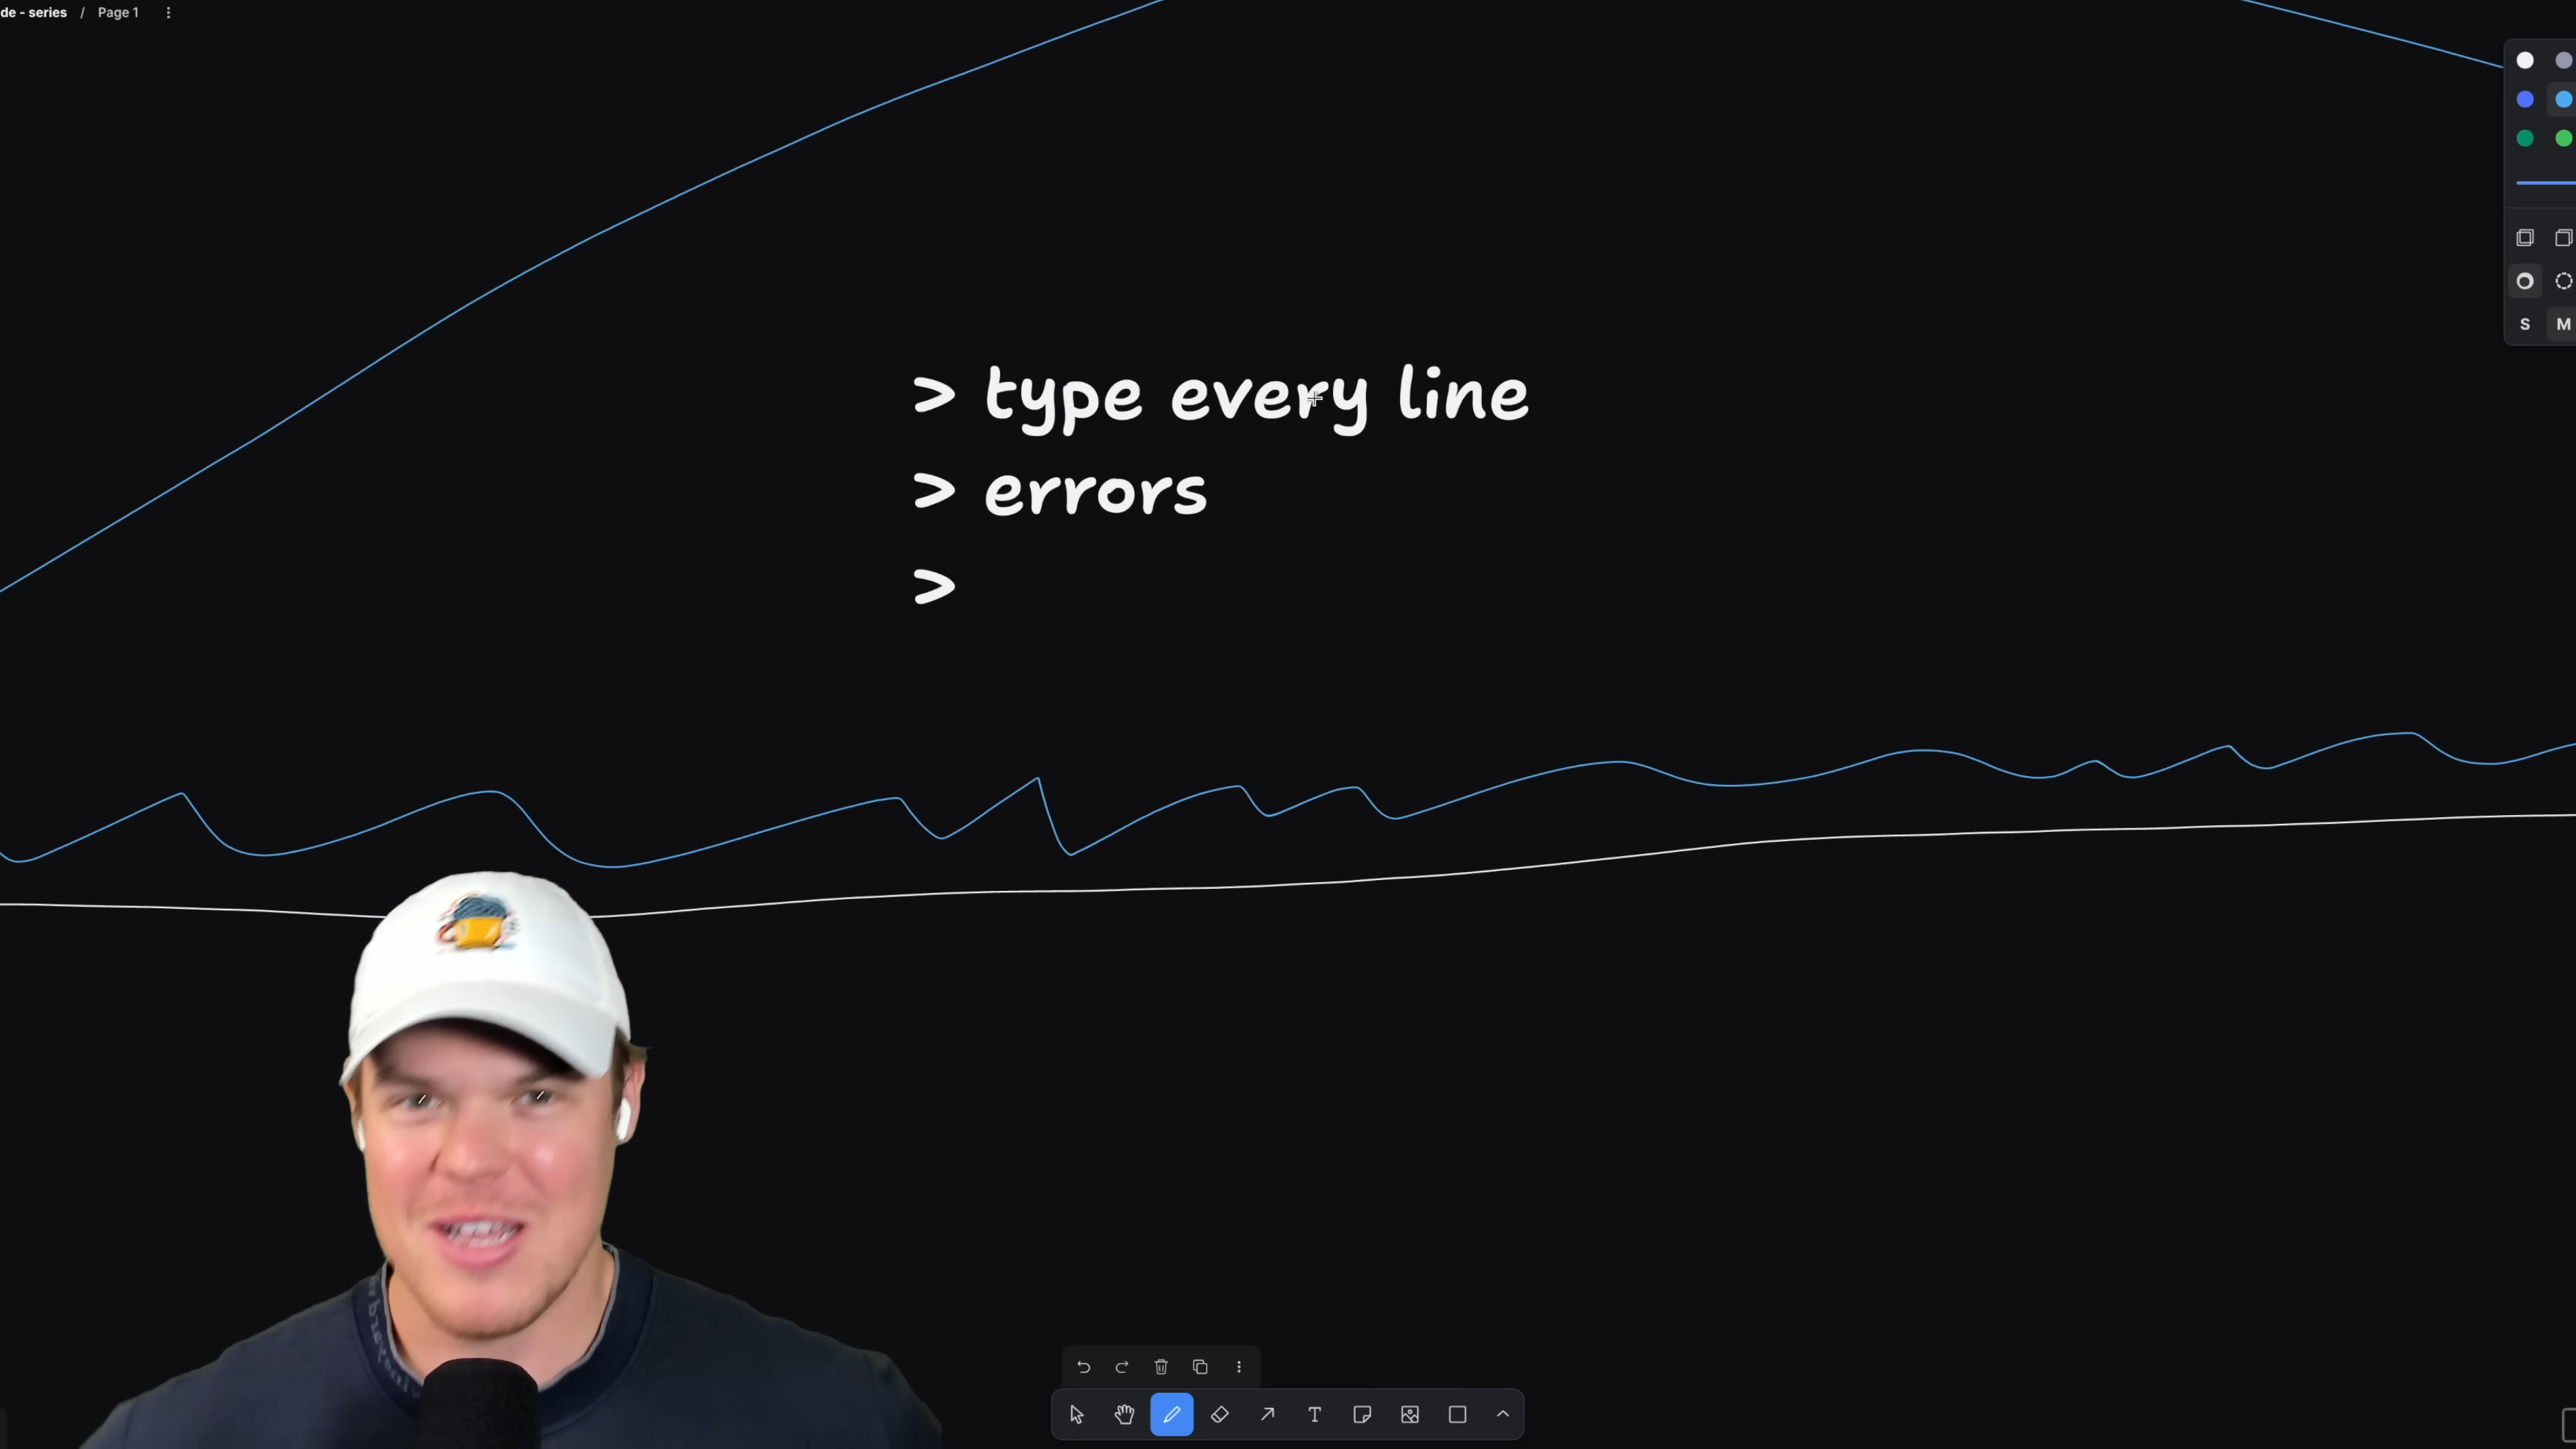 de - series / Page 1
> type every line
> errors
>
S M